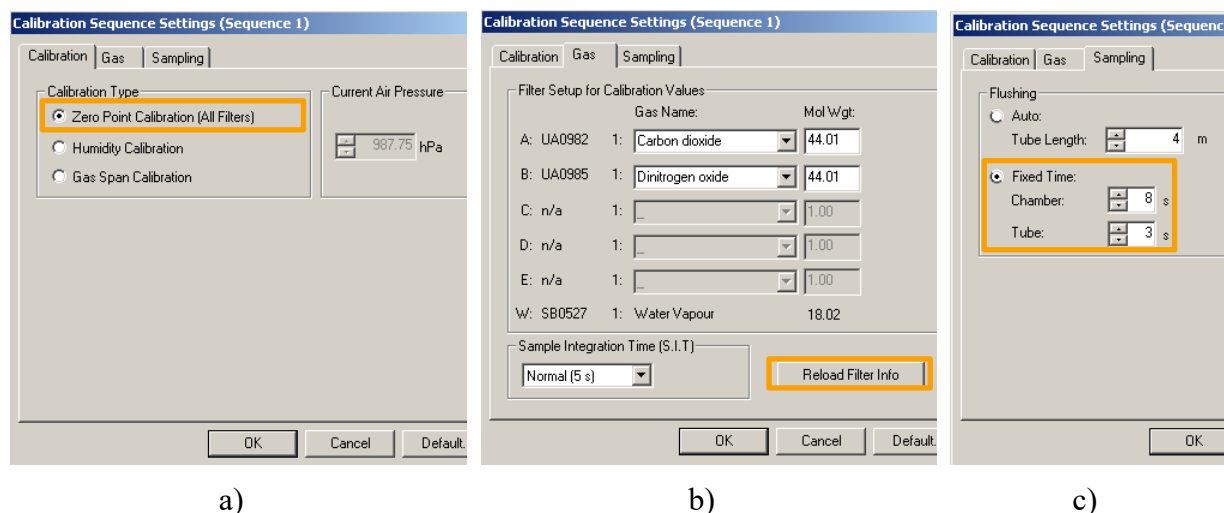 Calibration Sequence Settings (Sequence 1)
Calibration Gas Sampling
Calibration Type
Zero Point Calibration (All Filters)
Humidity Calibration
Gas Span Calibration
Current Air Pressure
987.75 hPa
OK Cancel Default.
a)
Calibration Sequence Settings (Sequence 1)
Calibration Gas Sampling
Filter Setup for Calibration Values
Gas Name: Mol Wgt:
A: UA0982 1: Carbon dioxide 44.01
B: UA0985 1: Dinitrogen oxide 44.01
C: n/a 1: _ 1.00
D: n/a 1: _ 1.00
E: n/a 1: _ 1.00
W: SB0527 1: Water Vapour 18.02
Sample Integration Time (S.I.T)
Normal (5 s)
Reload Filter Info
OK Cancel Default.
b)
Calibration Sequence Settings (Sequenc
Calibration Gas Sampling
Flushing
Auto:
Tube Length: 4 m
Fixed Time:
Chamber: 8 s
Tube: 3 s
OK
c)